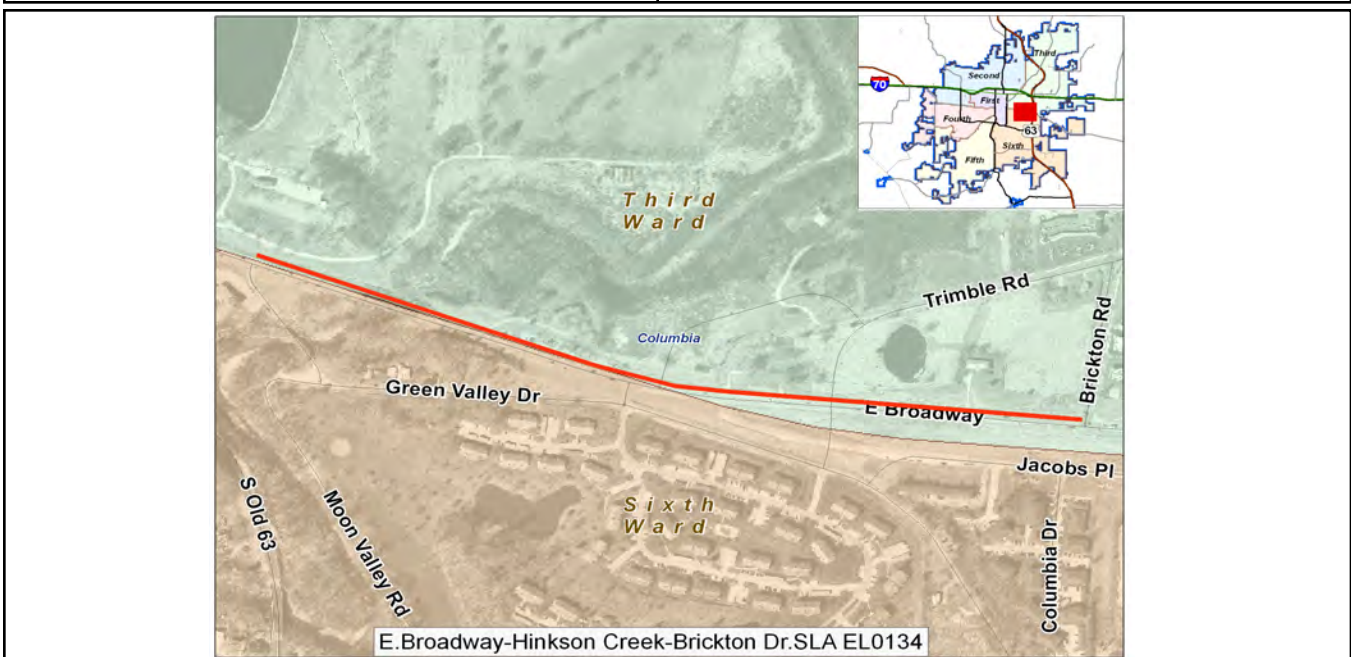 Third
Second
70
First
Fourth
63
Sixth
Fifth
Third
Ward
Trimble Rd
Brickton Rd
Columbia
Green Valley Dr
E Broadway
Jacobs Pl
S Old 63
Moon Valley Rd
Sixth
Ward
Columbia Dr
E.Broadway-Hinkson Creek-Brickton Dr.SLA EL0134